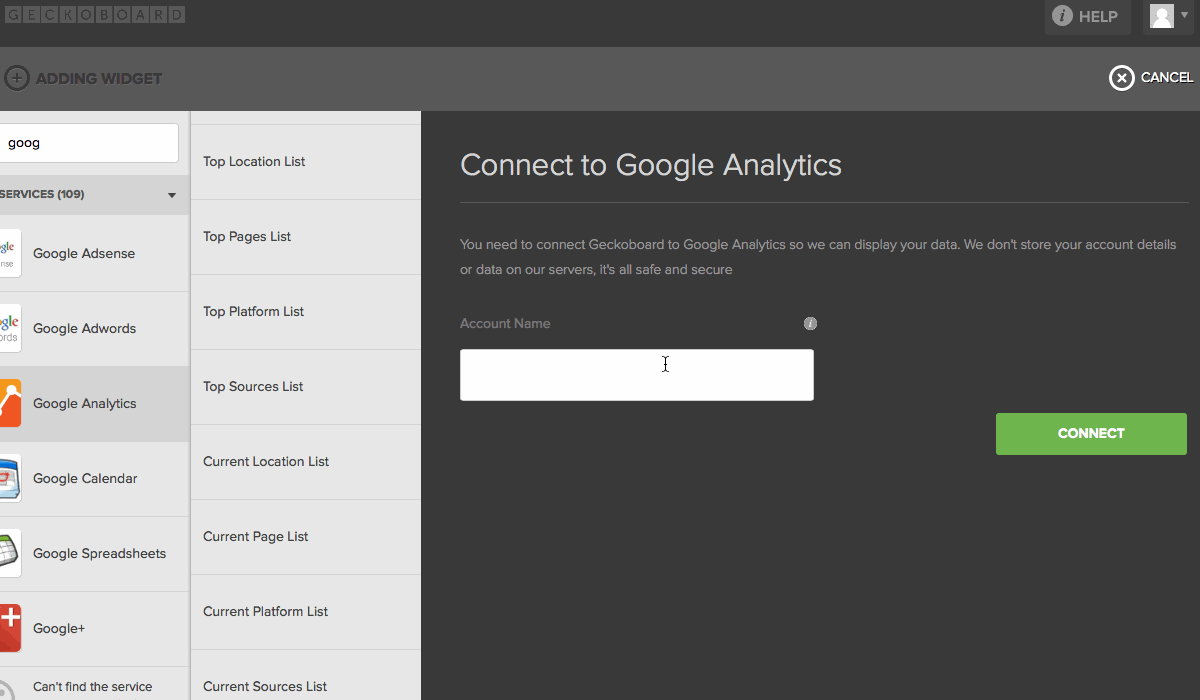 GECKOBOARD
i HELP
ADDING WIDGET
CANCEL
goog
SERVICES (109)
Google Adsense
Google Adwords
Google Analytics
Google Calendar
Google Spreadsheets
Google+
Can't find the service
Top Location List
Top Pages List
Top Platform List
Top Sources List
Current Location List
Current Page List
Current Platform List
Current Sources List
Connect to Google Analytics
You need to connect Geckoboard to Google Analytics so we can display your data. We don't store your account details
or data on our servers, it's all safe and secure
Account Name
i
CONNECT